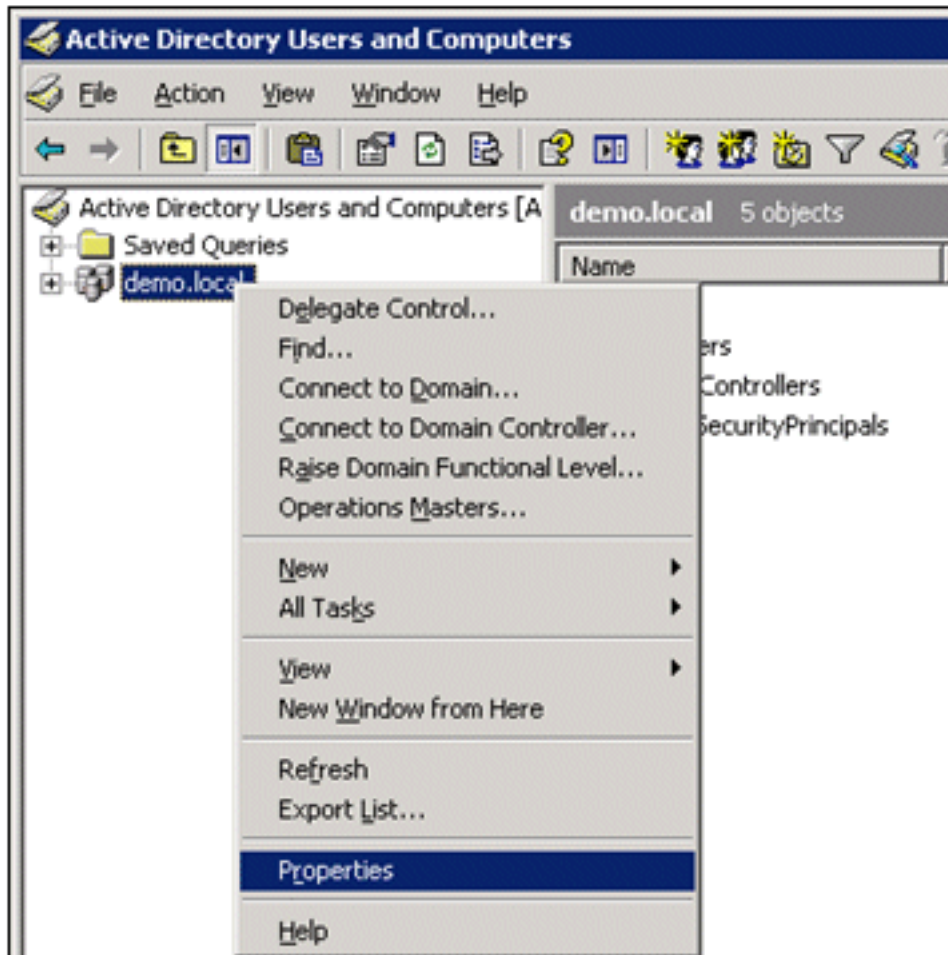 Active Directory Users and Computers
File Action View Window Help
Active Directory Users and Computers [A
demo.local 5 objects
Saved Queries
Name
demo.local
Delegate Control...
Find...
ers
Connect to Domain...
Controllers
Connect to Domain Controller...
SecurityPrincipals
Raise Domain Functional Level...
Operations Masters...
New
All Tasks
View
New Window from Here
Refresh
Export List...
Properties
Help